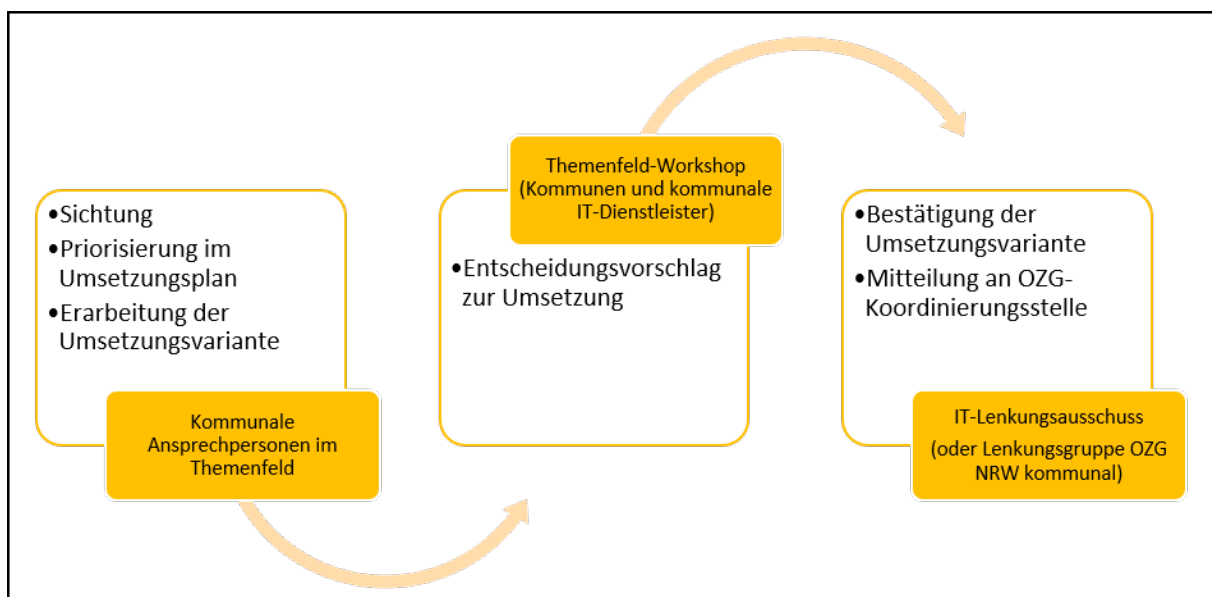 •Sichtung
•Priorisierung im
Umsetzungsplan
•Erarbeitung der
Umsetzungsvariante
Kommunale
Ansprechpersonen im
Themenfeld
Themenfeld-Workshop
(Kommunen und kommunale
IT-Dienstleister)
•Entscheidungsvorschlag
zur Umsetzung
•Bestätigung der
Umsetzungsvariante
•Mitteilung an OZG-
Koordinierungsstelle
IT-Lenkungsausschuss
(oder Lenkungsgruppe OZG
NRW kommunal)